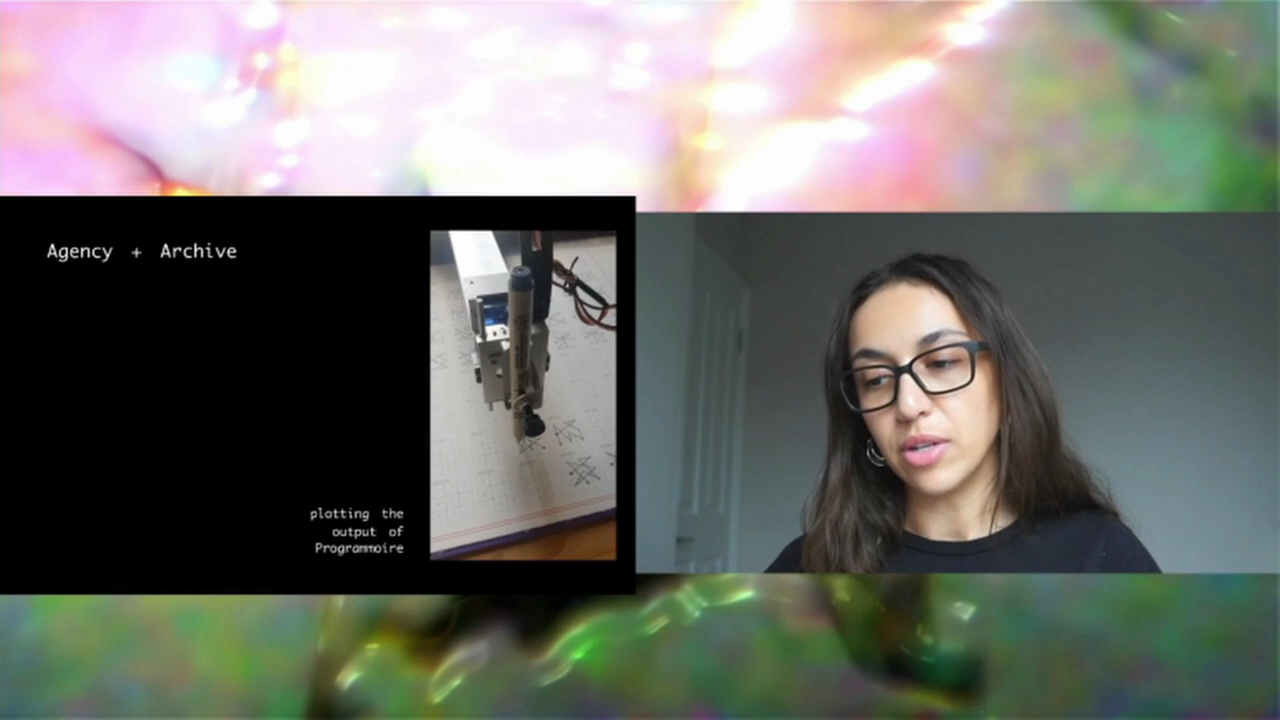 Agency + Archive
plotting the
output of
Programmoire